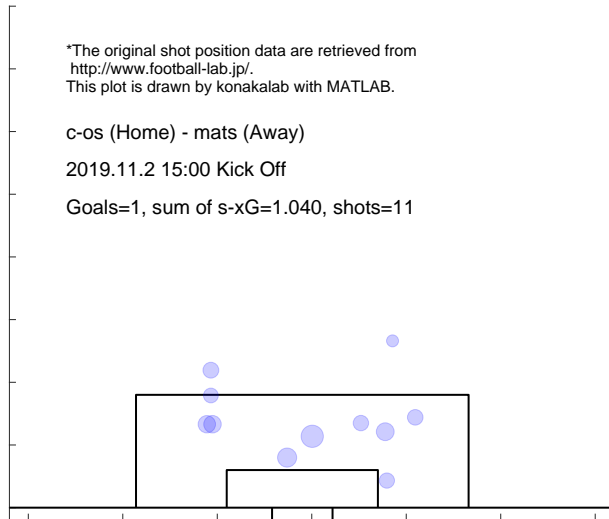 *The original shot position data are retrieved from
http://www.football-lab.jp/.
This plot is drawn by konakalab with MATLAB.
c-os (Home) - mats (Away)
2019.11.2 15:00 Kick Off
Goals=1, sum of s-xG=1.040, shots=11